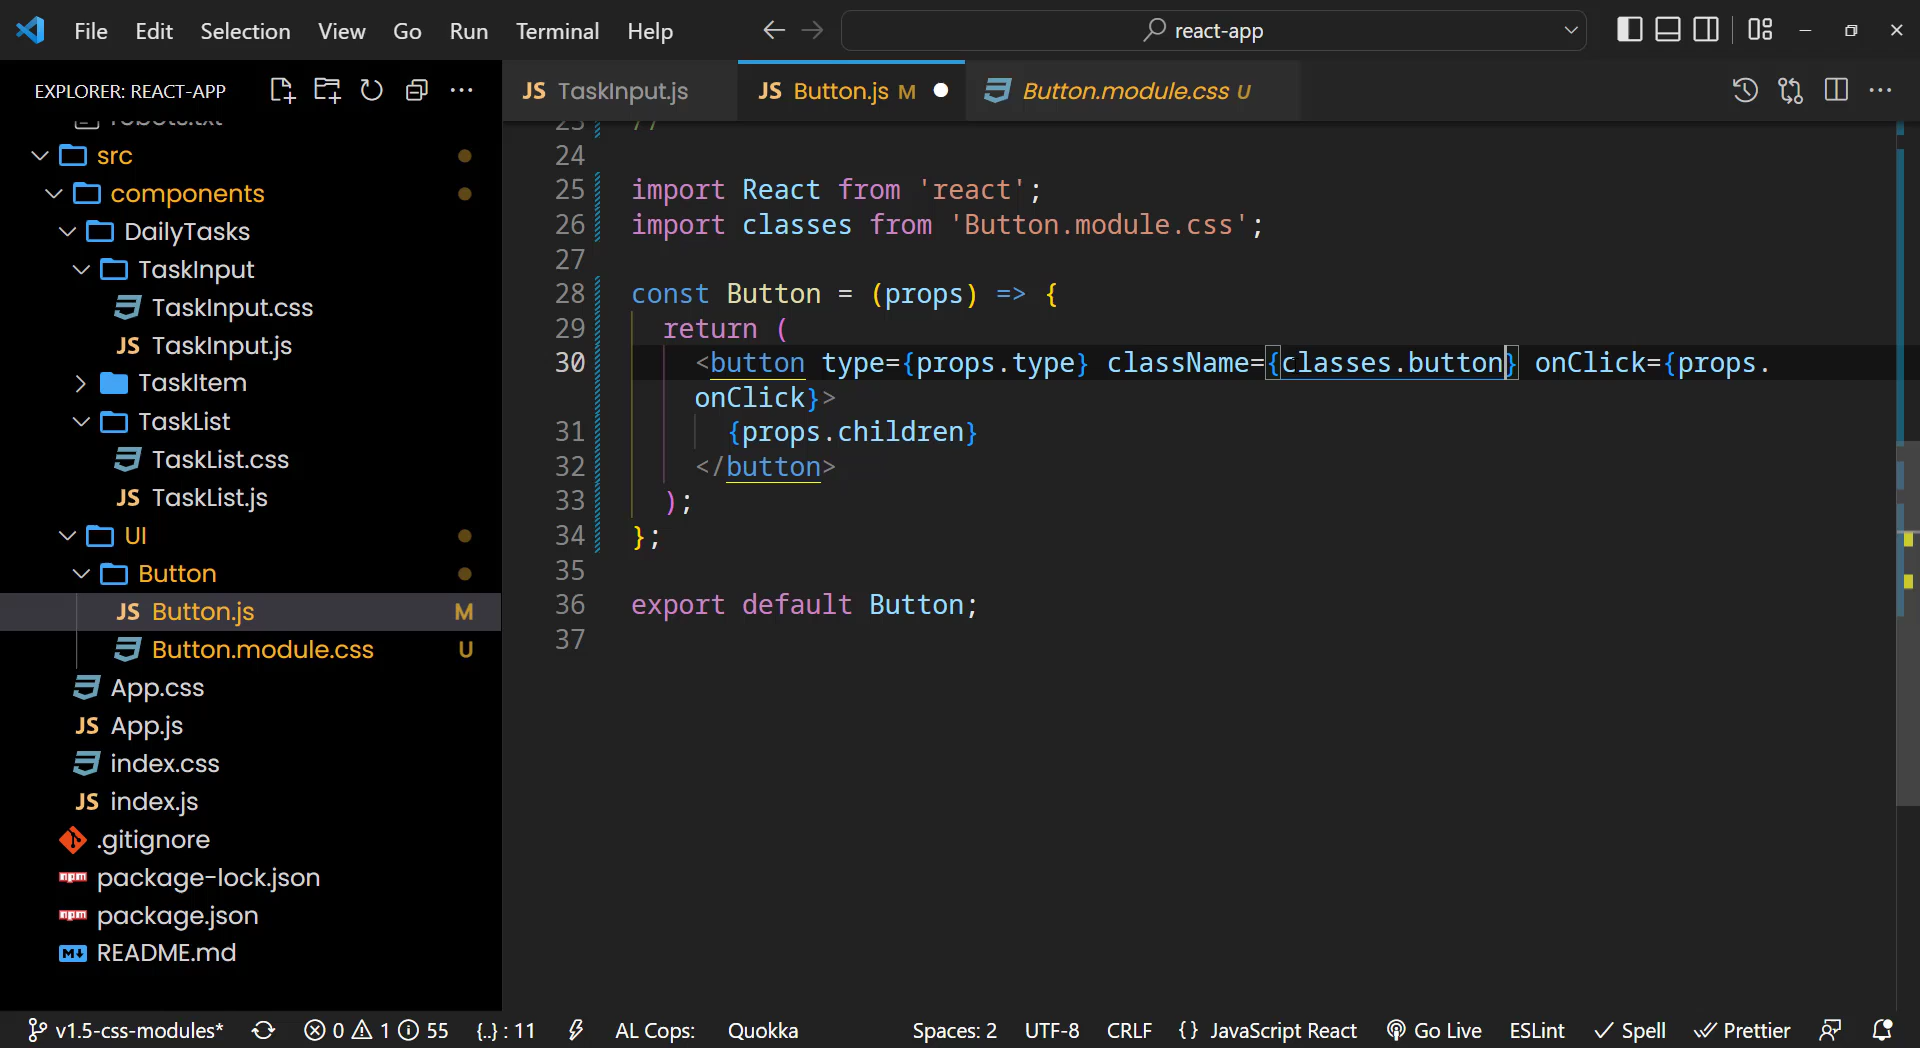 File Edit Selection View Go Run Terminal Help
react-app
EXPLORER: REACT-APP
JS TaskInput.js
JS Button.js M
Button.module.css U
robots.txt
src
components
DailyTasks
TaskInput
TaskInput.css
JS TaskInput.js
TaskItem
TaskList
TaskList.css
JS TaskList.js
UI
Button
JS Button.js M
Button.module.css U
App.css
JS App.js
index.css
JS index.js
.gitignore
npm package-lock.json
npm package.json
M README.md
23 //
24
25 import React from 'react';
26 import classes from 'Button.module.css';
27
28 const Button = (props) => {
29 return (
30 <button type={props.type} className={classes.button} onClick={props.
onClick}>
31 {props.children}
32 </button>
33 );
34 };
35
36 export default Button;
37
v1.5-css-modules* 0 1 55 {..} : 11 AL Cops: Quokka Spaces: 2 UTF-8 CRLF {} JavaScript React Go Live ESLint Spell Prettier